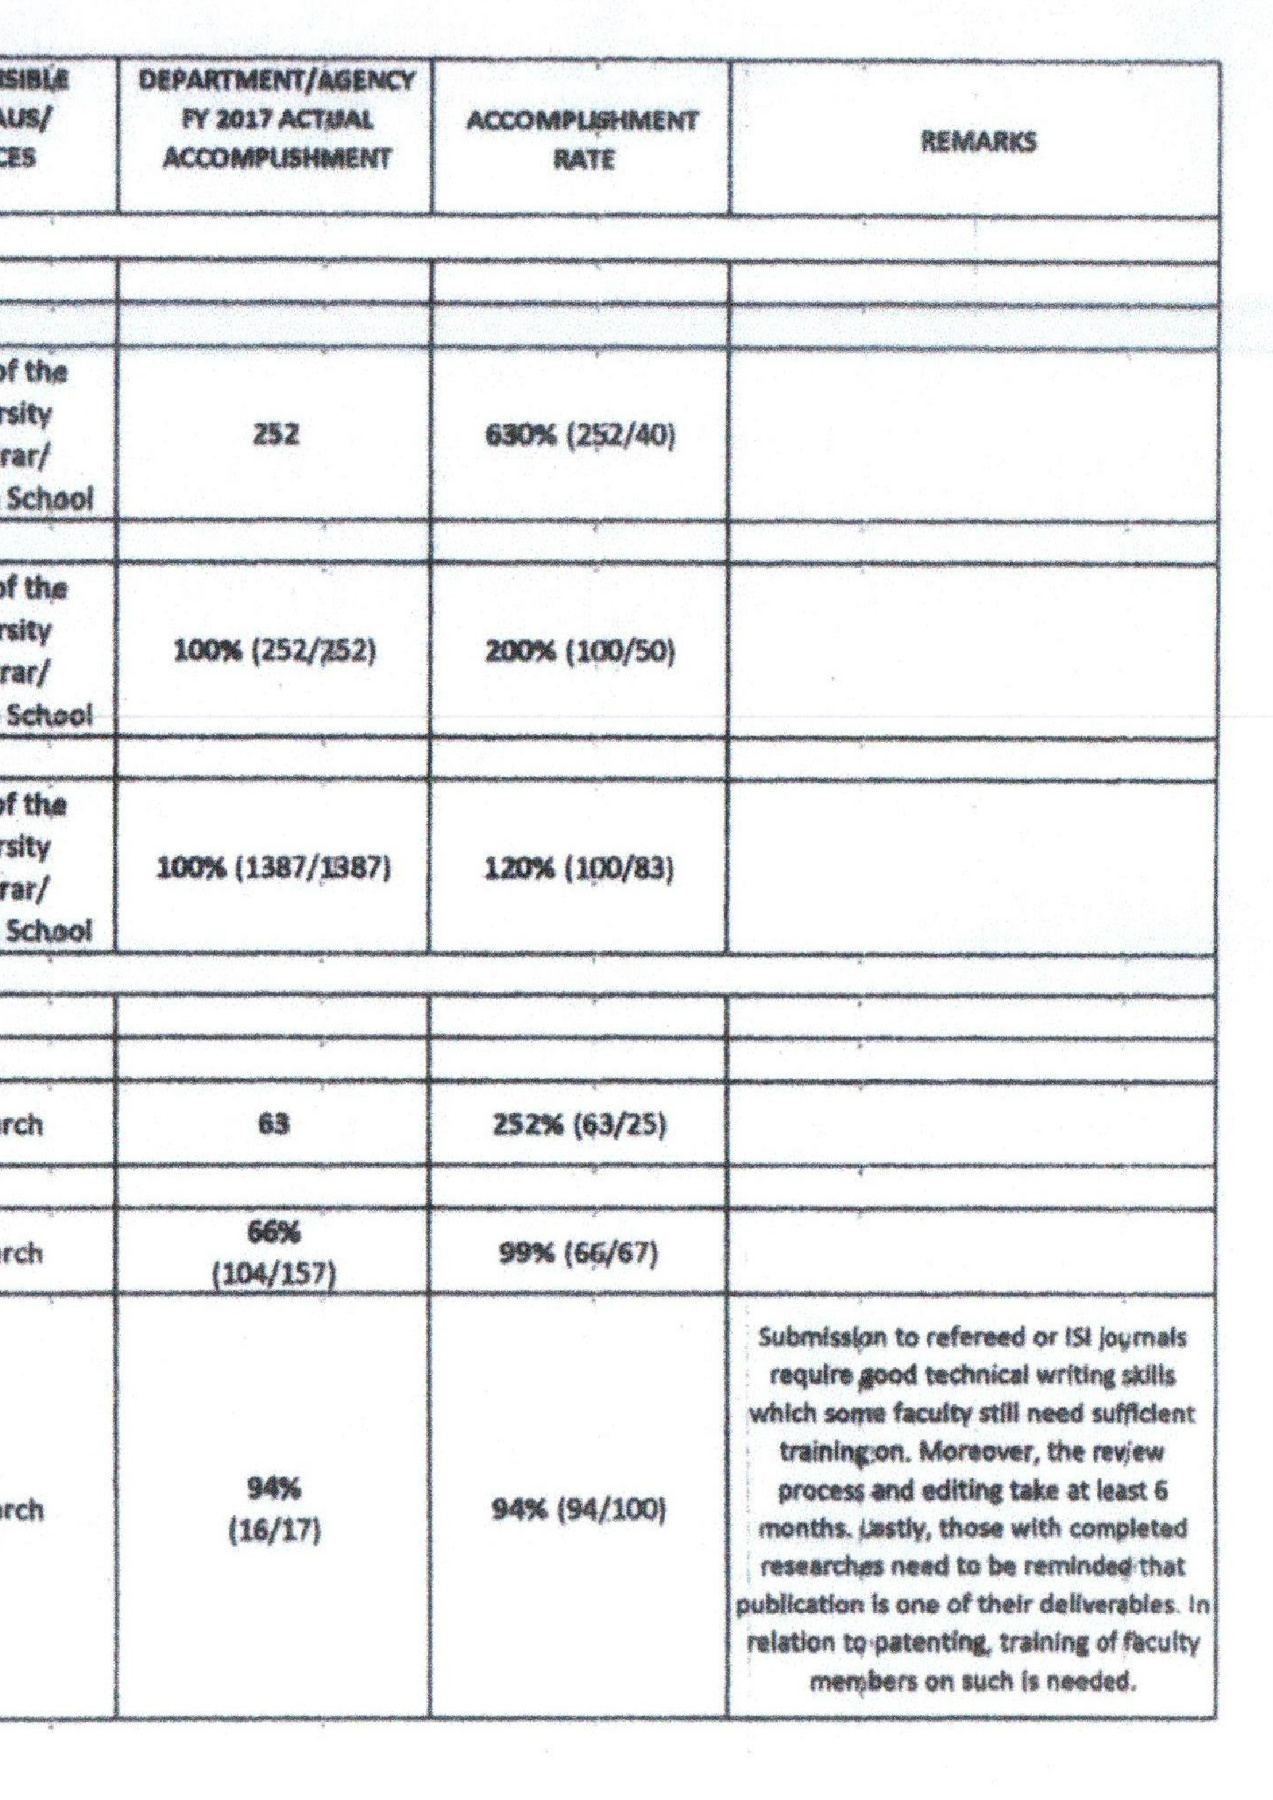 SIBLE
AUS/
CES
DEPARTMENT/AGENCY
FY 2017 ACTUAL
ACCOMPLISHMENT
ACCOMPLISHMENT
RATE
REMARKS
of the
rsity
rar/
School
252
630% (252/40)
of the
rsity
rar/
School
100% (252/252)
200% (100/50)
of the
rsity
rar/
School
100% (1387/1387)
120% (100/83)
arch
63
252% (63/25)
arch
66%
(104/157)
99% (66/67)
arch
94%
(16/17)
94% (94/100)
Submission to refereed or ISI journals
require good technical writing skills
which some faculty still need sufficient
training on. Moreover, the review
process and editing take at least 6
months. Lastly, those with completed
researches need to be reminded that
publication is one of their deliverables. In
relation to patenting, training of faculty
members on such is needed.